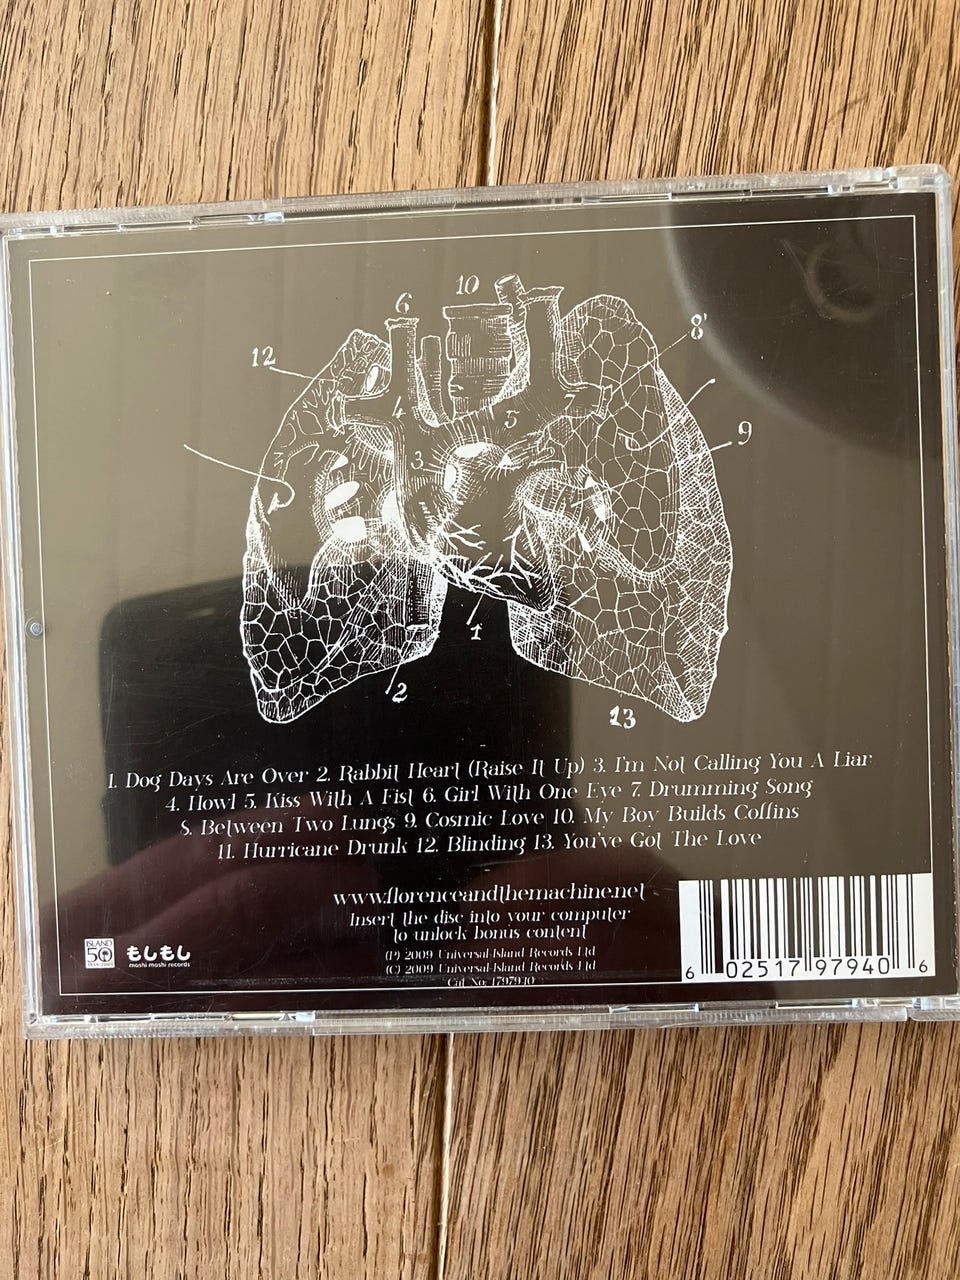 6
10
8'
12
4
5
7
9
3
1
2
13
1. Dog Days Are Over 2. Rabbit Heart (Raise It Up) 3. I'm Not Calling You A Liar
4. Howl 5. Kiss With A Fist 6. Girl With One Eye 7. Drumming Song
8. Between Two Lungs 9. Cosmic Love 10. My Boy Builds Coffins
11. Hurricane Drunk 12. Blinding 13. You've Got The Love
www.florenceandthemachine.net
Insert the disc into your computer
to unlock bonus content
(P) 2009 Universal-Island Records Ltd
(C) 2009 Universal-Island Records Ltd
Cat No: 1797940
ISLAND
50
もしもし
moshi moshi records
6 02517 97940 6